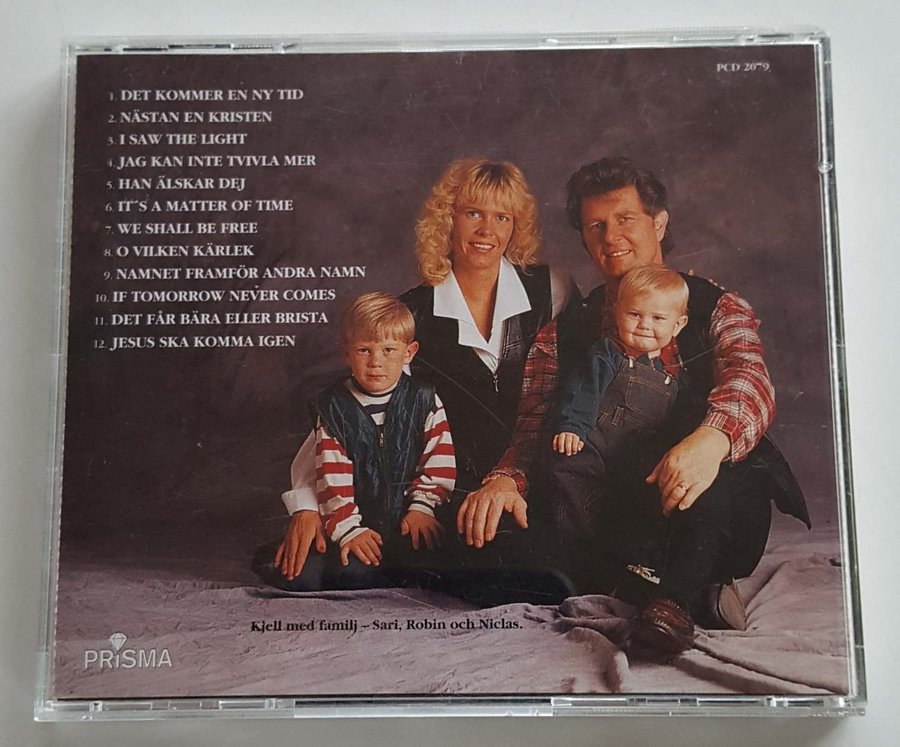 PCD 2079
1. DET KOMMER EN NY TID
2. NÄSTAN EN KRISTEN
3. I SAW THE LIGHT
4. JAG KAN INTE TVIVLA MER
5. HAN ÄLSKAR DEJ
6. IT´S A MATTER OF TIME
7. WE SHALL BE FREE
8. O VILKEN KÄRLEK
9. NAMNET FRAMFÖR ANDRA NAMN
10. IF TOMORROW NEVER COMES
11. DET FÅR BÄRA ELLER BRISTA
12. JESUS SKA KOMMA IGEN
Kjell med familj – Sari, Robin och Niclas.
PRiSMA